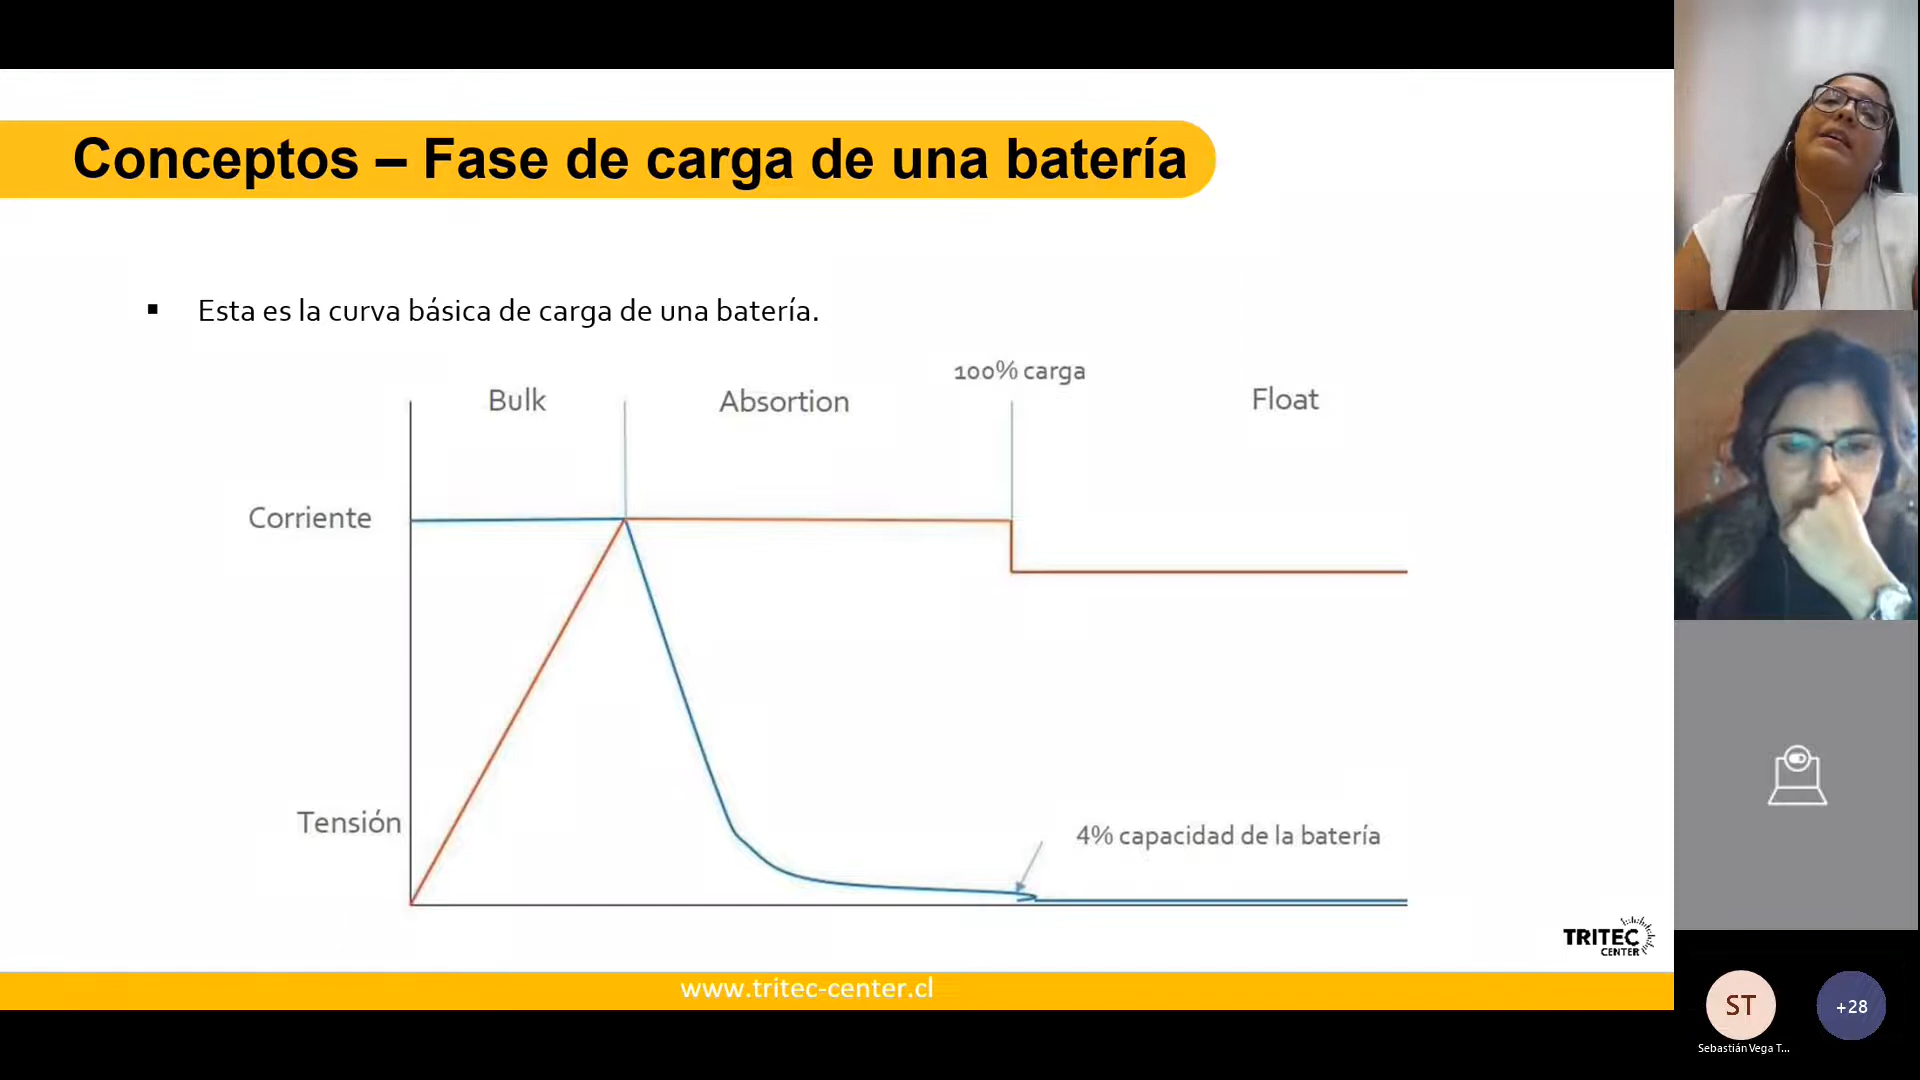 Conceptos – Fase de carga de una batería
▪ Esta es la curva básica de carga de una batería.
100% carga
Bulk
Absortion
Float
Corriente
Tensión
4% capacidad de la batería
TRITEC
CENTER
www.tritec-center.cl
ST
+28
Sebastián Vega T...